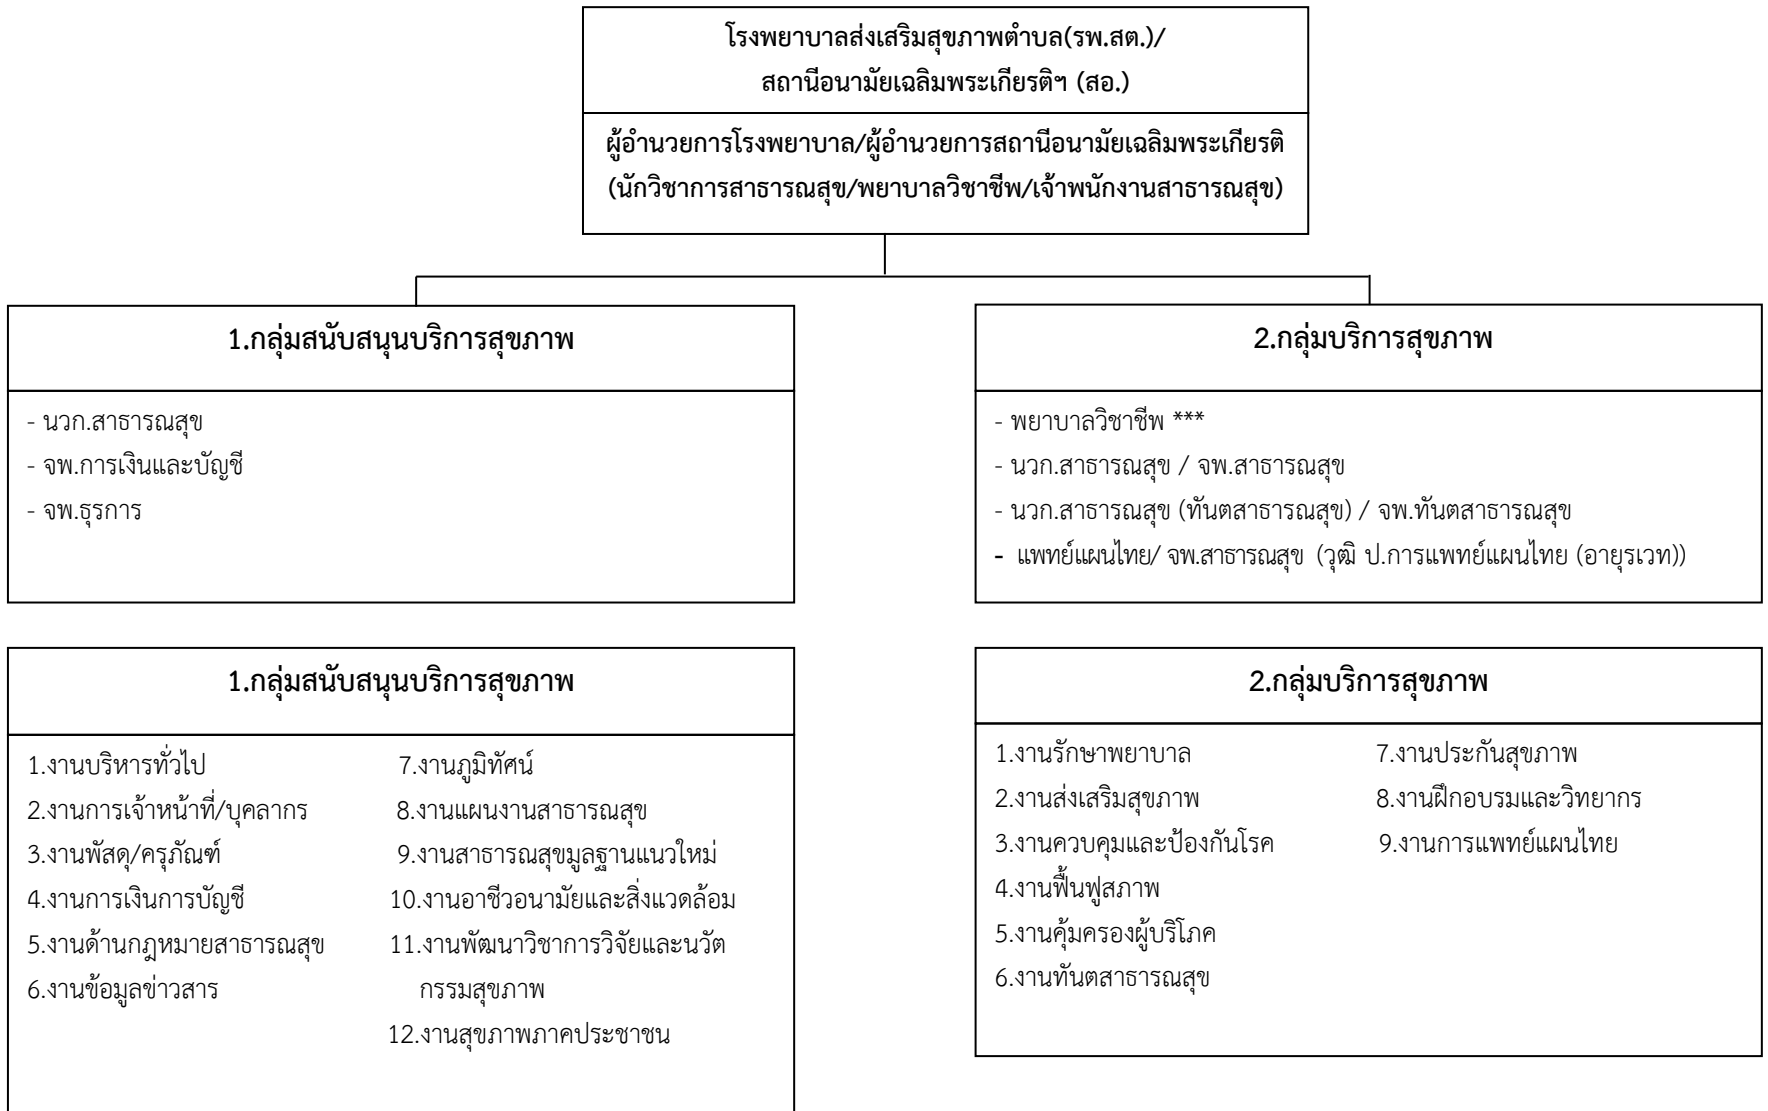 โรงพยาบาลส่งเสริมสุขภาพตำบล(รพ.สต.)/
สถานีอนามัยเฉลิมพระเกียรติฯ (สอ.)
ผู้อำนวยการโรงพยาบาล/ผู้อำนวยการสถานีอนามัยเฉลิมพระเกียรติ
(นักวิชาการสาธารณสุข/พยาบาลวิชาชีพ/เจ้าพนักงานสาธารณสุข)
1.กลุ่มสนับสนุนบริการสุขภาพ
- นวก.สาธารณสุข
- จพ.การเงินและบัญชี
- จพ.ธุรการ
2.กลุ่มบริการสุขภาพ
- พยาบาลวิชาชีพ ***
- นวก.สาธารณสุข / จพ.สาธารณสุข
- นวก.สาธารณสุข (ทันตสาธารณสุข) / จพ.ทันตสาธารณสุข
- แพทย์แผนไทย/ จพ.สาธารณสุข (วุฒิ ป.การแพทย์แผนไทย (อายุรเวท))
1.กลุ่มสนับสนุนบริการสุขภาพ
1.งานบริหารทั่วไป
2.งานการเจ้าหน้าที่/บุคลากร
3.งานพัสดุ/ครุภัณฑ์
4.งานการเงินการบัญชี
5.งานด้านกฎหมายสาธารณสุข
6.งานข้อมูลข่าวสาร
7.งานภูมิทัศน์
8.งานแผนงานสาธารณสุข
9.งานสาธารณสุขมูลฐานแนวใหม่
10.งานอาชีวอนามัยและสิ่งแวดล้อม
11.งานพัฒนาวิชาการวิจัยและนวัต
กรรมสุขภาพ
12.งานสุขภาพภาคประชาชน
2.กลุ่มบริการสุขภาพ
1.งานรักษาพยาบาล
2.งานส่งเสริมสุขภาพ
3.งานควบคุมและป้องกันโรค
4.งานฟื้นฟูสภาพ
5.งานคุ้มครองผู้บริโภค
6.งานทันตสาธารณสุข
7.งานประกันสุขภาพ
8.งานฝึกอบรมและวิทยากร
9.งานการแพทย์แผนไทย